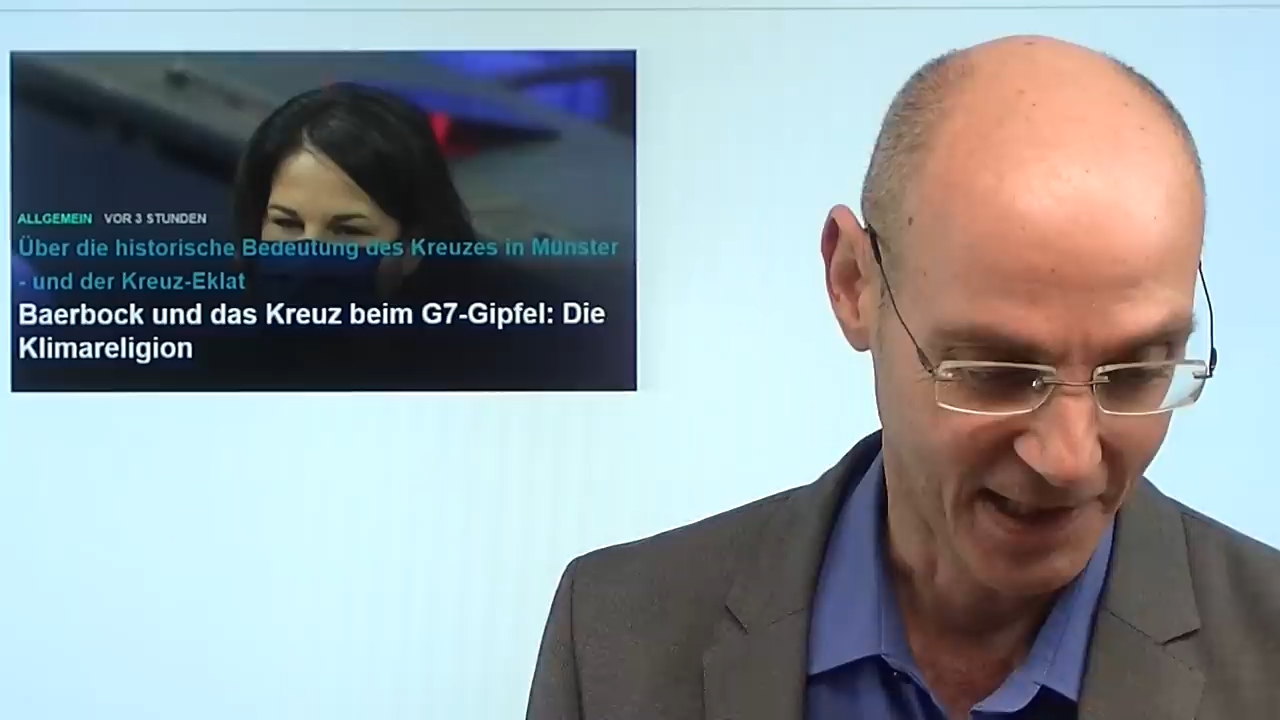 ALLGEMEIN VOR 3 STUNDEN
Über die historische Bedeutung des Kreuzes in Münster
- und der Kreuz-Eklat
Baerbock und das Kreuz beim G7-Gipfel: Die
Klimareligion